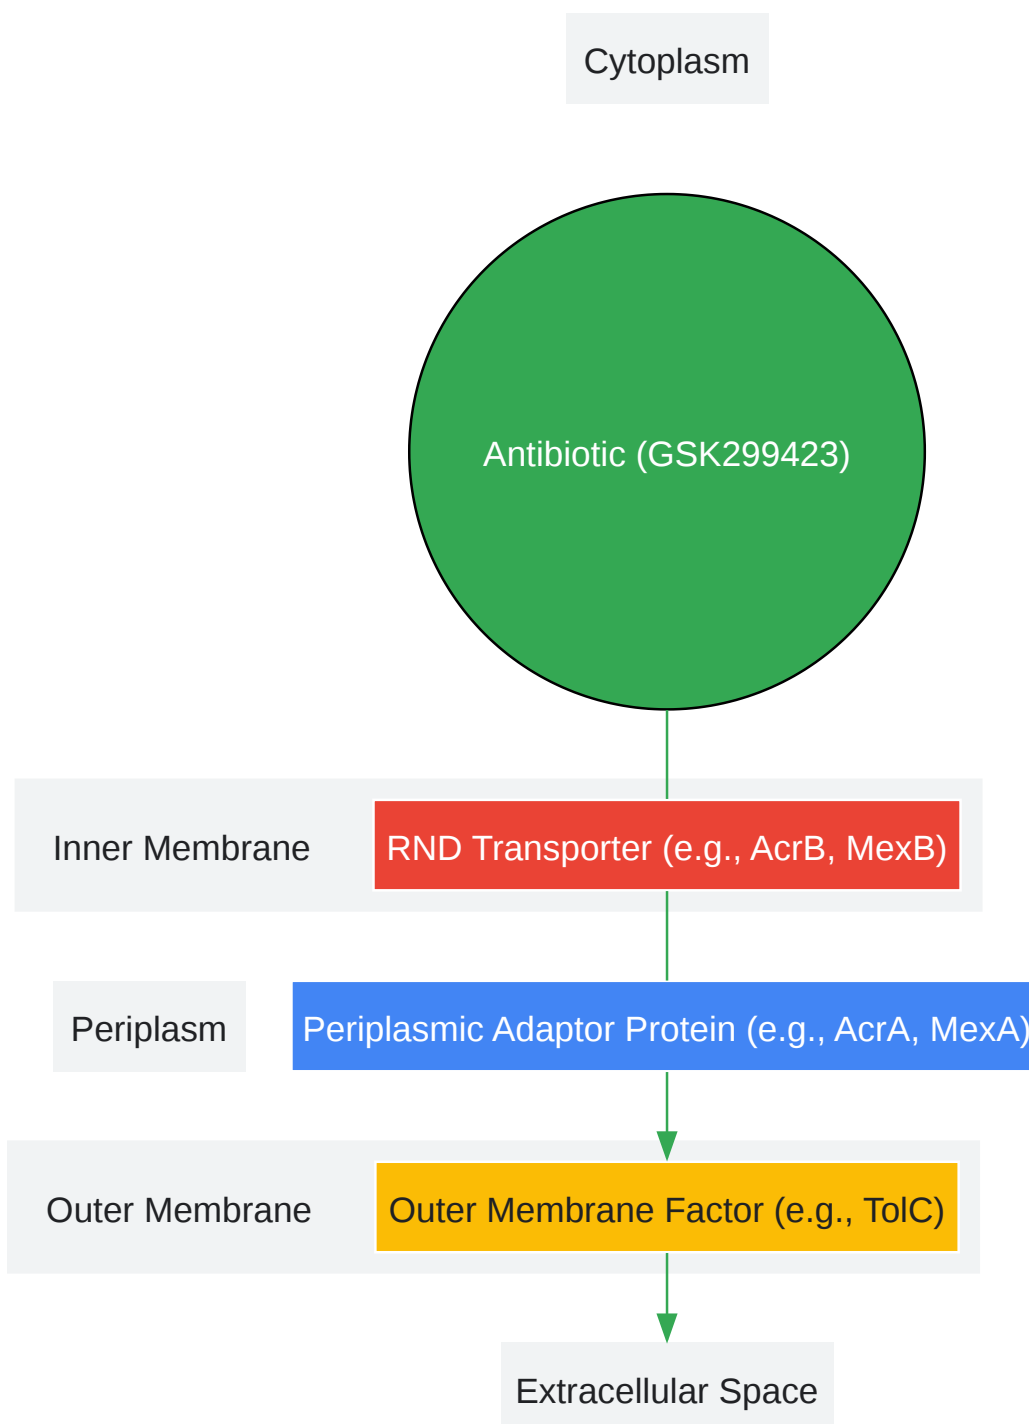 Cytoplasm
Antibiotic (GSK299423)
Inner Membrane
RND Transporter (e.g., AcrB, MexB)
Periplasm
Periplasmic Adaptor Protein (e.g., AcrA, MexA)
Outer Membrane
Outer Membrane Factor (e.g., TolC)
Extracellular Space